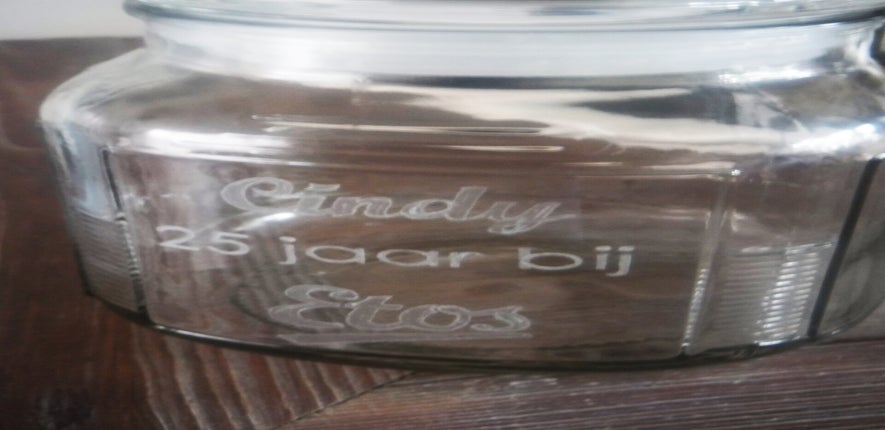 Cindy
25 jaar bij
Etos